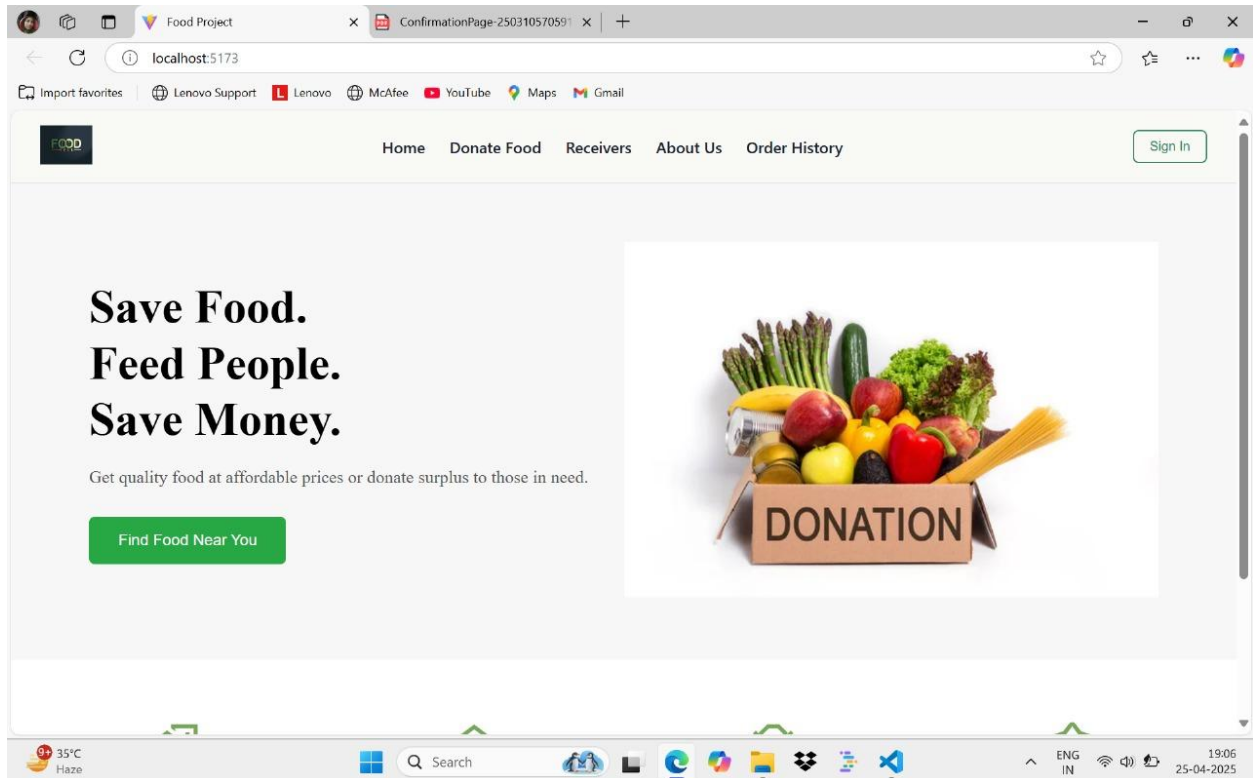 Food Project
ConfirmationPage-250310570591
localhost:5173
Import favorites
Lenovo Support
L Lenovo
McAfee
YouTube
Maps
Gmail
FOOD
Home
Donate Food
Receivers
About Us
Order History
Sign In
Save Food.
Feed People.
Save Money.
Get quality food at affordable prices or donate surplus to those in need.
Find Food Near You
DONATION
9+
35°C
Haze
Search
ENG
IN
19:06
25-04-2025